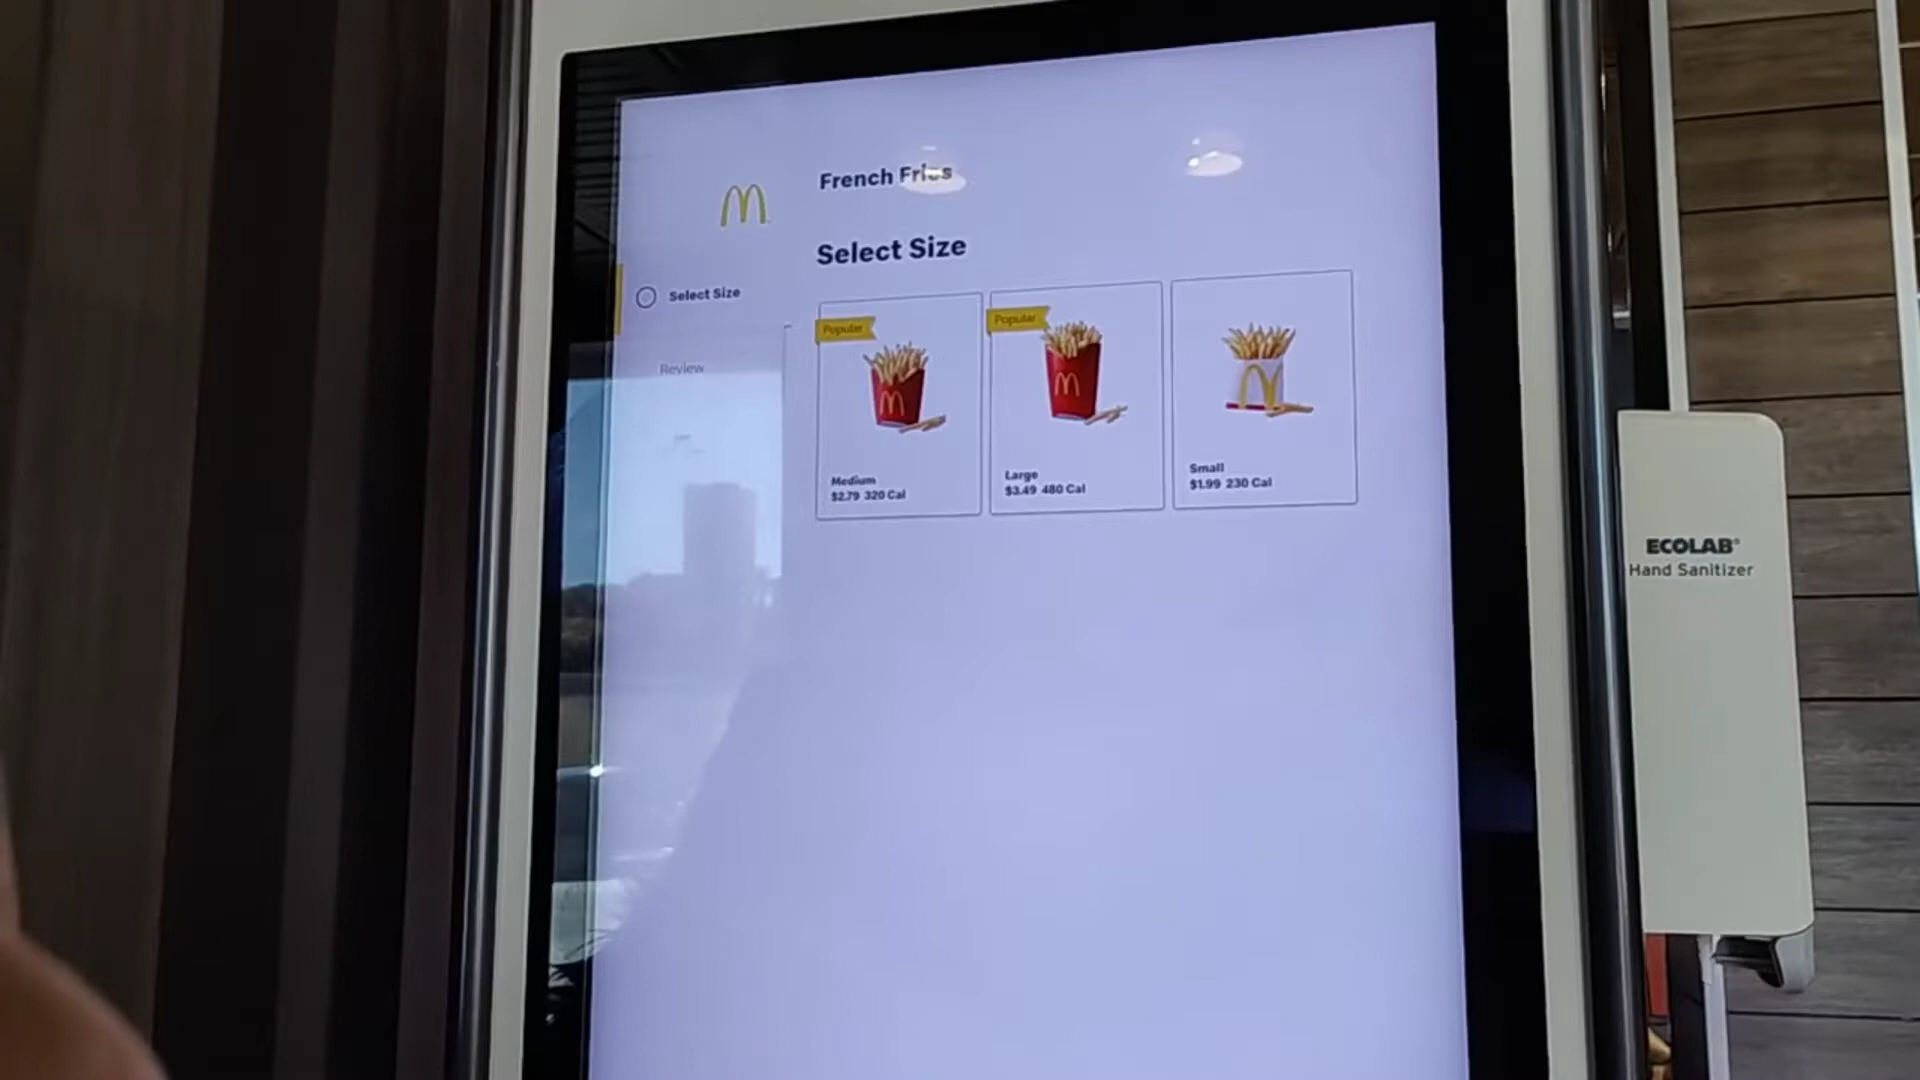 French Fries
Select Size
Select Size
Review
Popular
Medium
$2.79 320 Cal
Popular
Large
$3.49 480 Cal
Small
$1.99 230 Cal
ECOLAB®
Hand Sanitizer